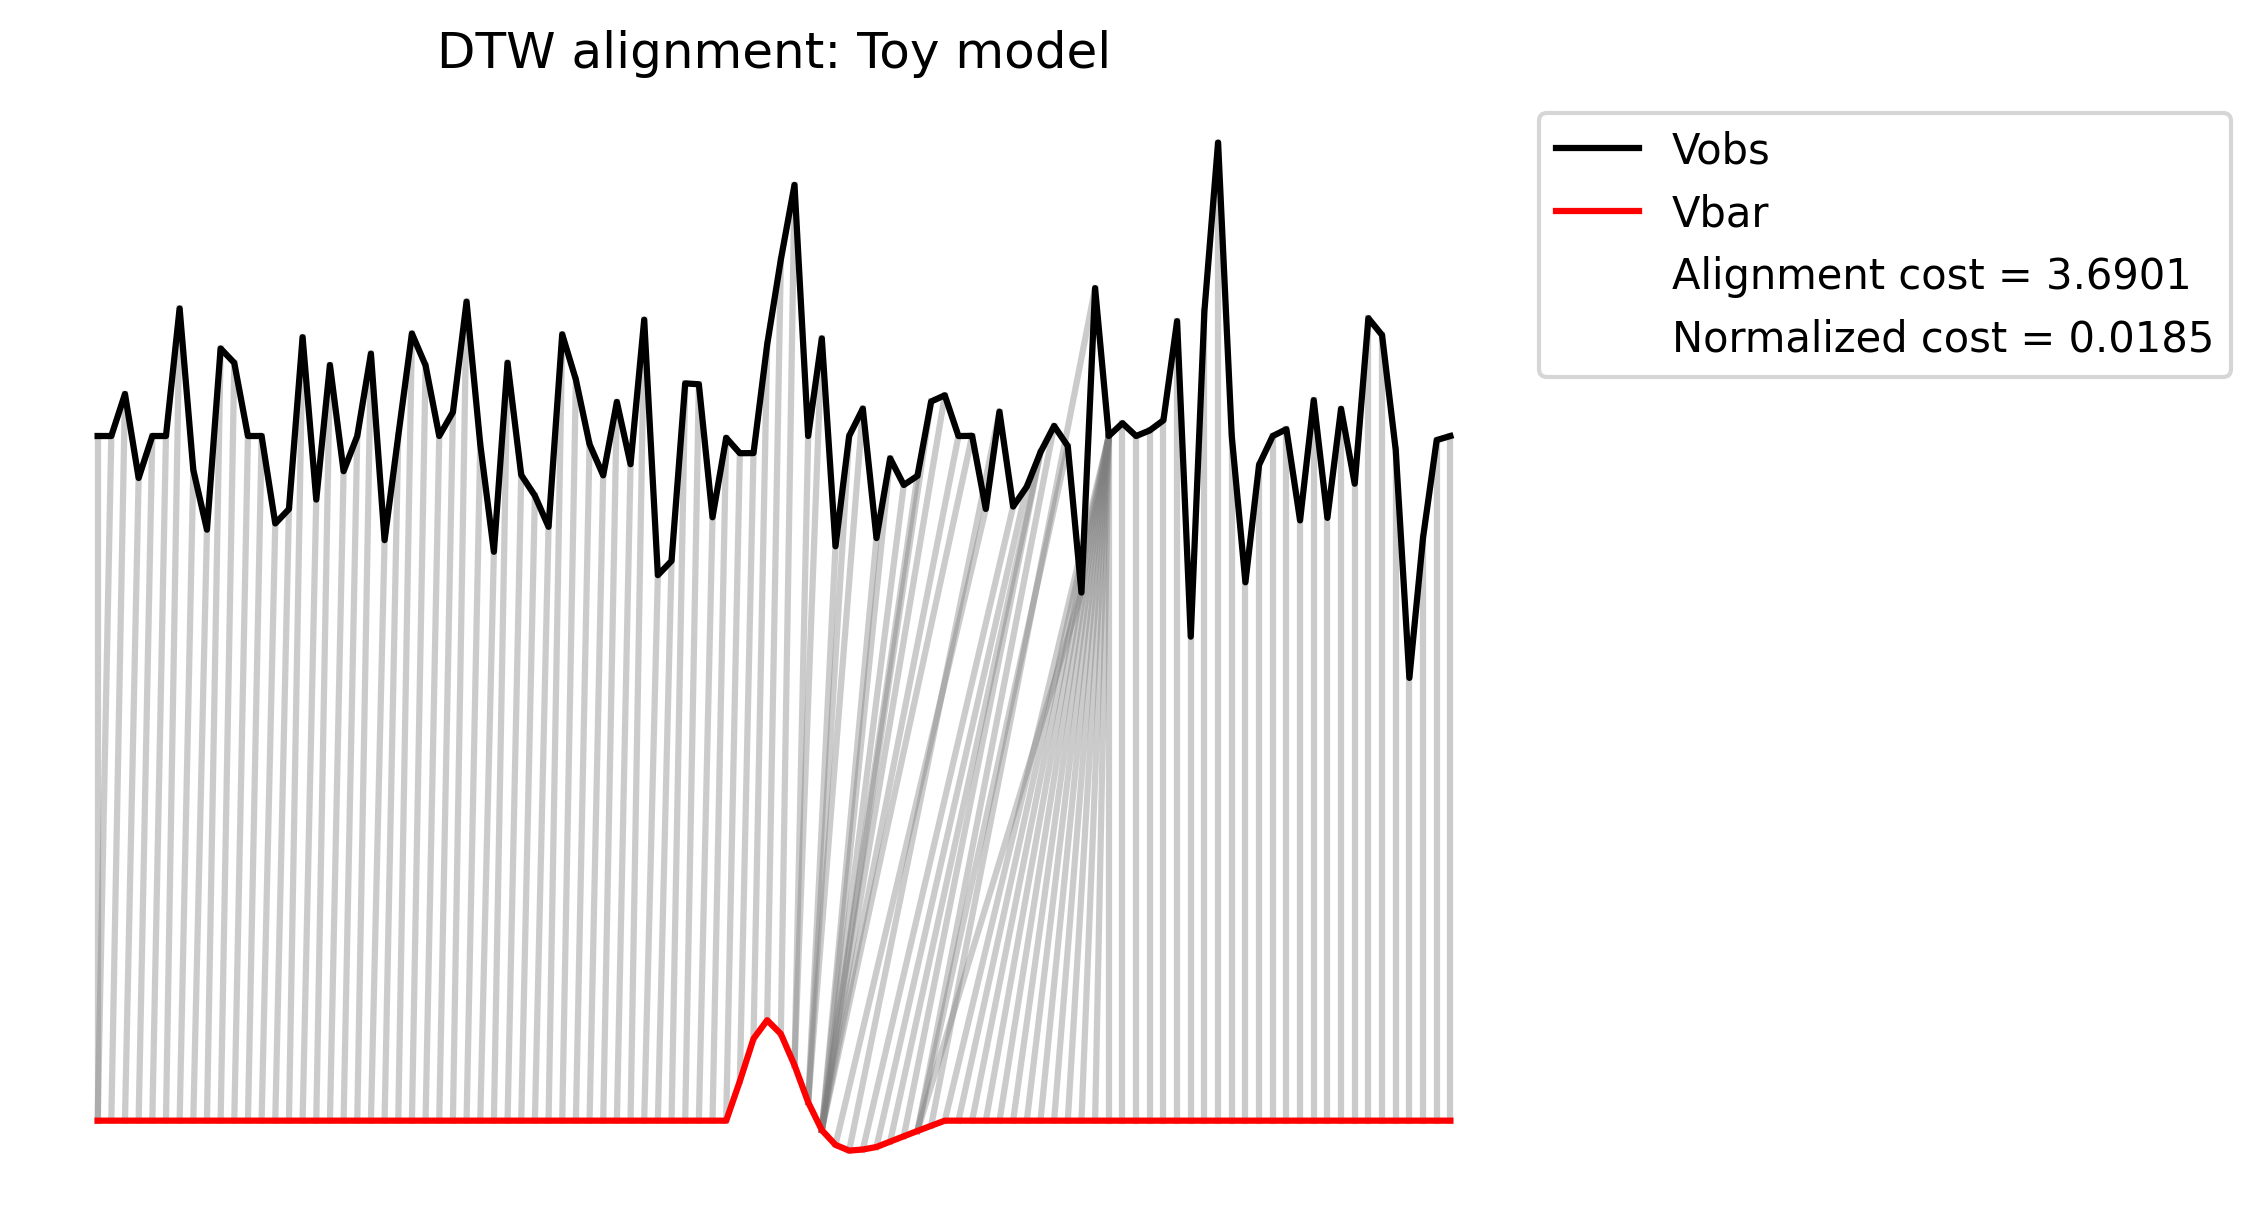 DTW alignment: Toy model
Vobs
Vbar
Alignment cost = 3.6901
Normalized cost = 0.0185